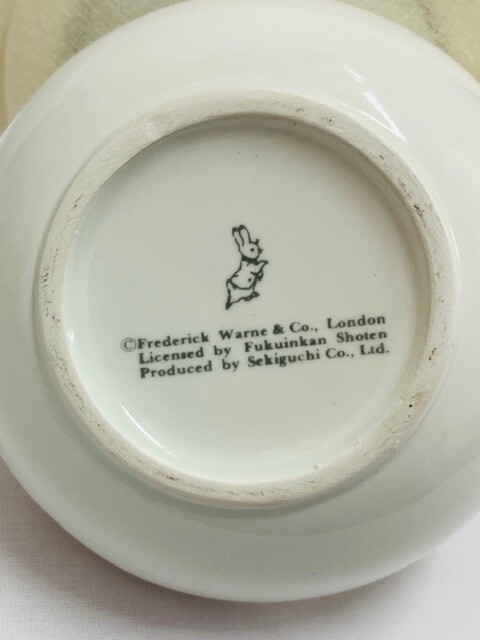 ©Frederick Warne & Co., London
Licensed by Fukuinkan Shoten
Produced by Sekiguchi Co., Ltd.